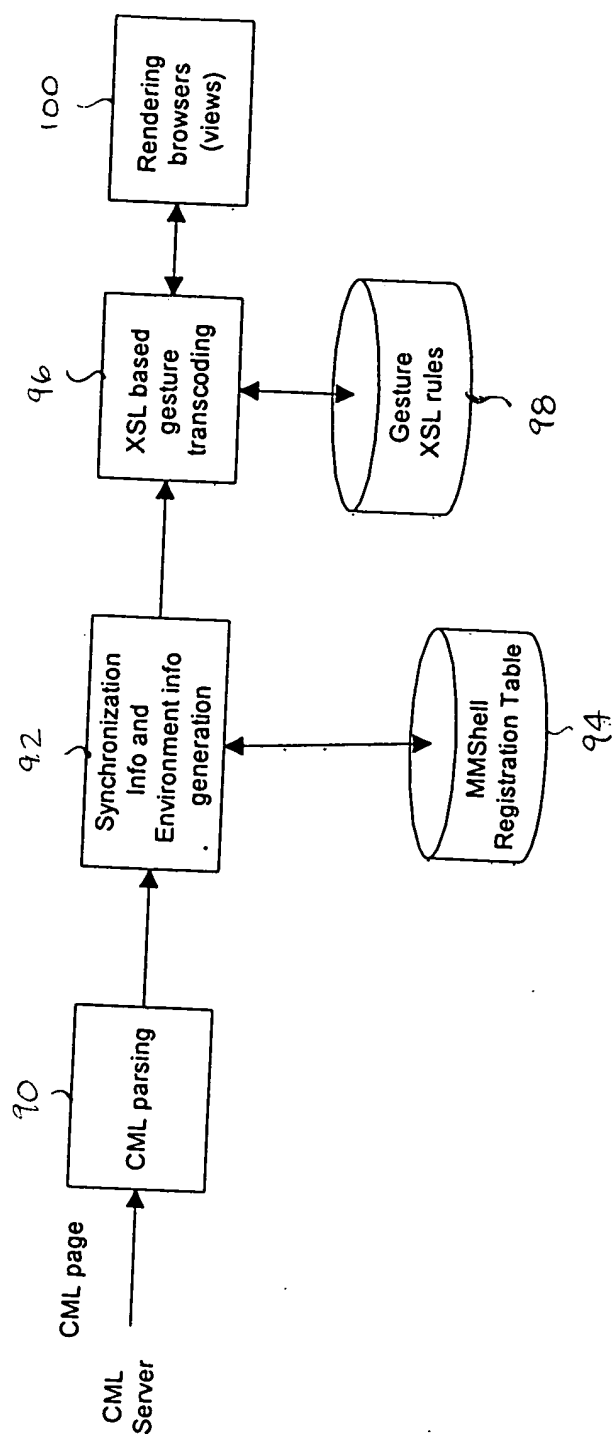 CML
Server
CML page
90
CML parsing
92
Synchronization
Info and
Environment info
generation
94
MMShell
Registration Table
96
XSL based
gesture
transcoding
98
Gesture
XSL rules
100
Rendering
browsers
(views)